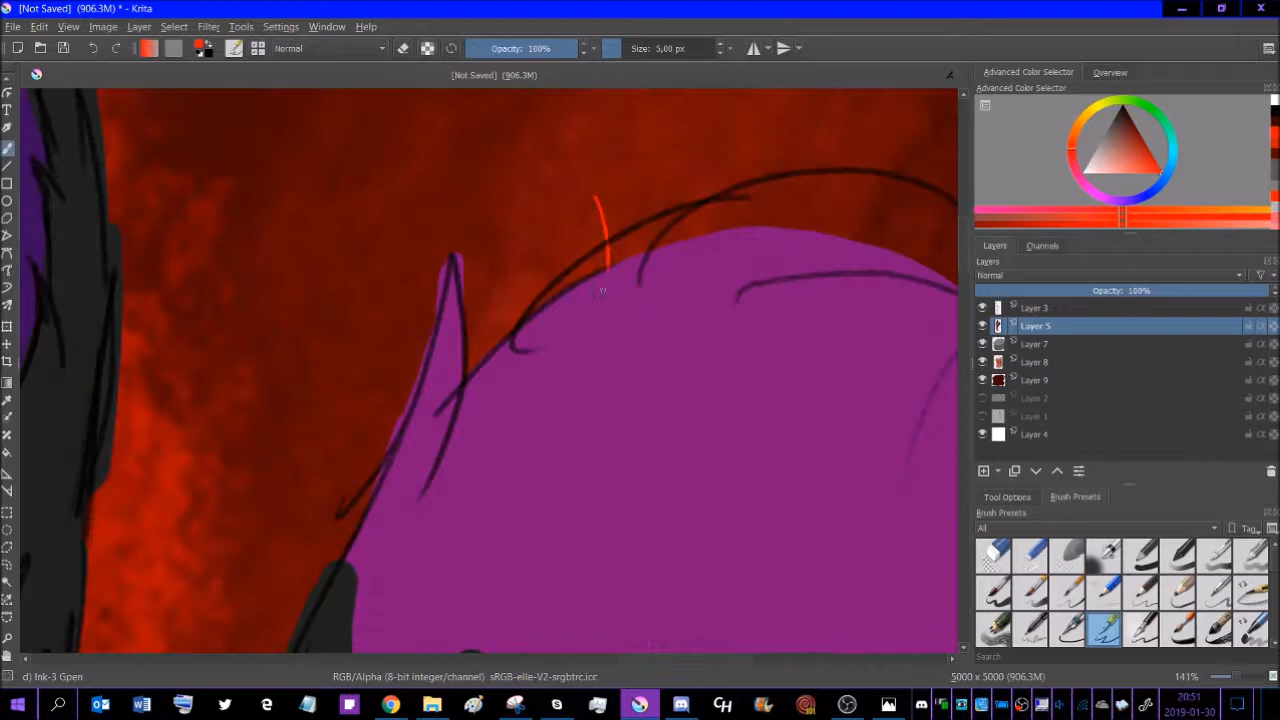 [Not Saved] (906.3M) * - Krita
File Edit View Image Layer Select Filter Tools Settings Window Help
Normal Opacity: 100% Size: 5,00 px
[Not Saved] (906.3M)
Advanced Color Selector Overview
Advanced Color Selector
Layers Channels
Layers
Normal
Opacity: 100%
Layer 3
Layer 5
Layer 7
Layer 8
Layer 9
Layer 2
Layer 1
Layer 4
Tool Options Brush Presets
Brush Presets
All Tag
Search
d) Ink-3 Gpen RGB/Alpha (8-bit integer/channel) sRGB-elle-V2-srgbtrc.icc 5000 x 5000 (906.3M) 141%
20:51
2019-01-30